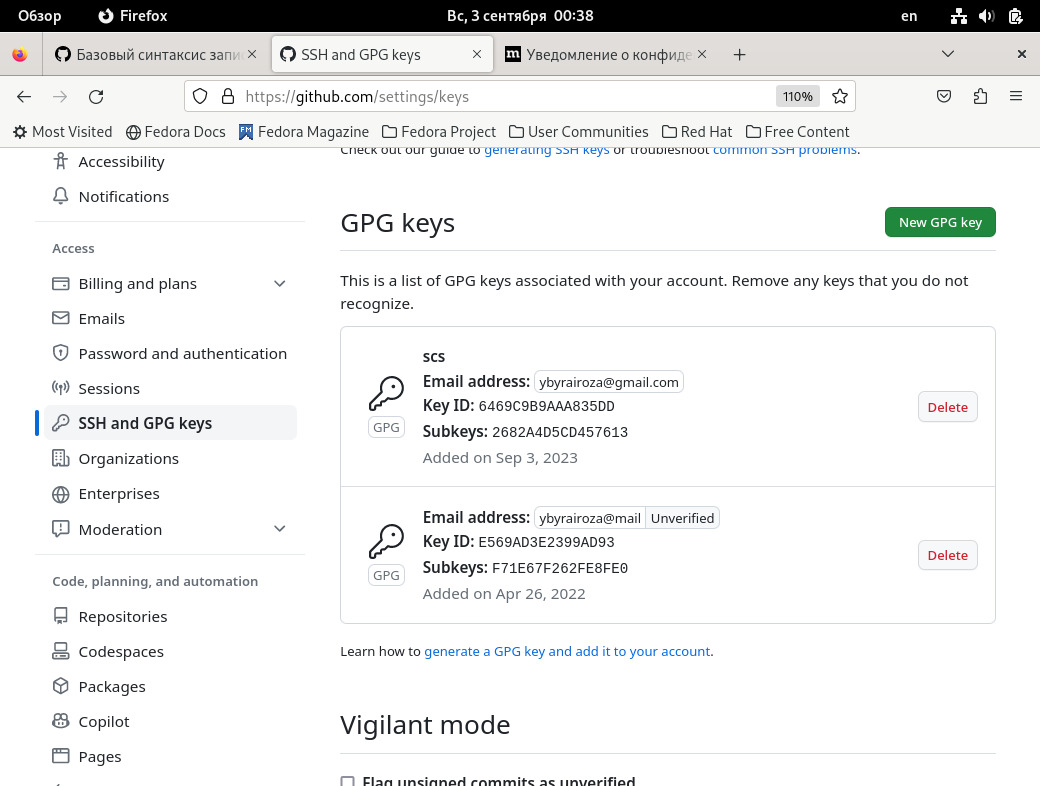 Обзор
Firefox
Вс, 3 сентября 00:38
en
Базовый синтаксис запи
SSH and GPG keys
m
Уведомление о конфиде
https://github.com/settings/keys
110%
Most Visited
Fedora Docs
FM
Fedora Magazine
Fedora Project
User Communities
Red Hat
Free Content
Accessibility
Notifications
Access
Billing and plans
Emails
Password and authentication
Sessions
SSH and GPG keys
Organizations
Enterprises
Moderation
Code, planning, and automation
Repositories
Codespaces
Packages
Copilot
Pages
Check out our guide to generating SSH keys or troubleshoot common SSH problems.
GPG keys
New GPG key
This is a list of GPG keys associated with your account. Remove any keys that you do not
recognize.
scs
Email address: ybyrairoza@gmail.com
Key ID: 6469C9B9AAA835DD
GPG
Subkeys: 2682A4D5CD457613
Added on Sep 3, 2023
Delete
Email address: ybyrairoza@mail Unverified
Key ID: E569AD3E2399AD93
GPG
Subkeys: F71E67F262FE8FE0
Added on Apr 26, 2022
Delete
Learn how to generate a GPG key and add it to your account.
Vigilant mode
Flag unsigned commits as unverified